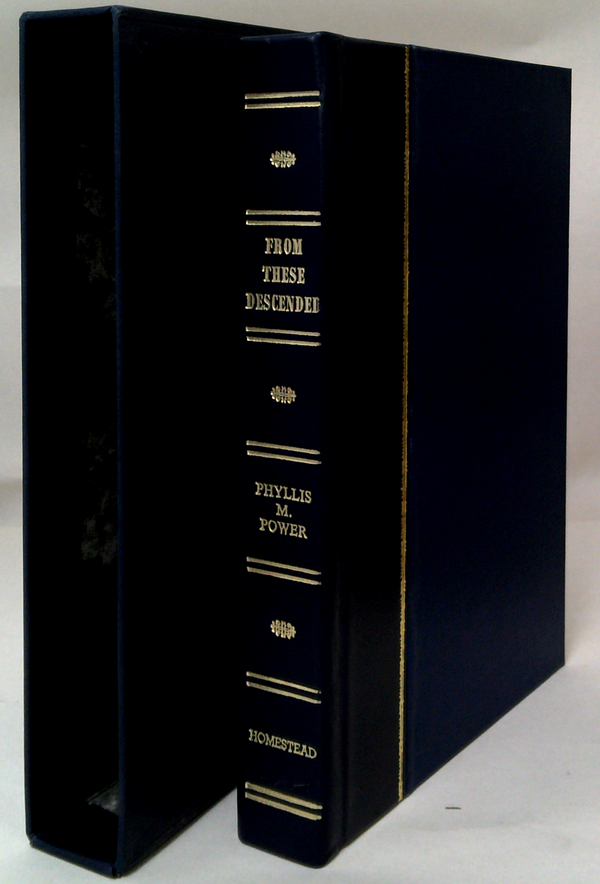 FROM
THESE
DESCENDED
PHYLLIS
M.
POWER
HOMESTEAD